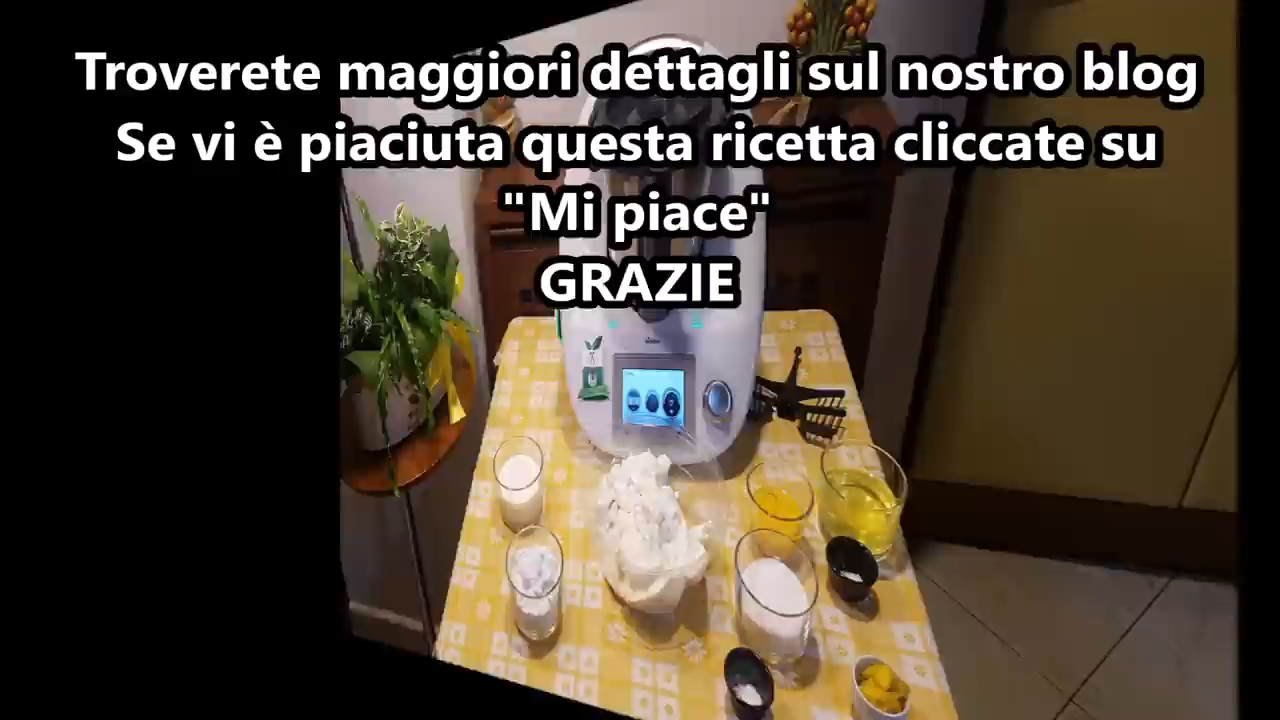 Troverete maggiori dettagli sul nostro blog
Se vi è piaciuta questa ricetta cliccate su
"Mi piace"
GRAZIE